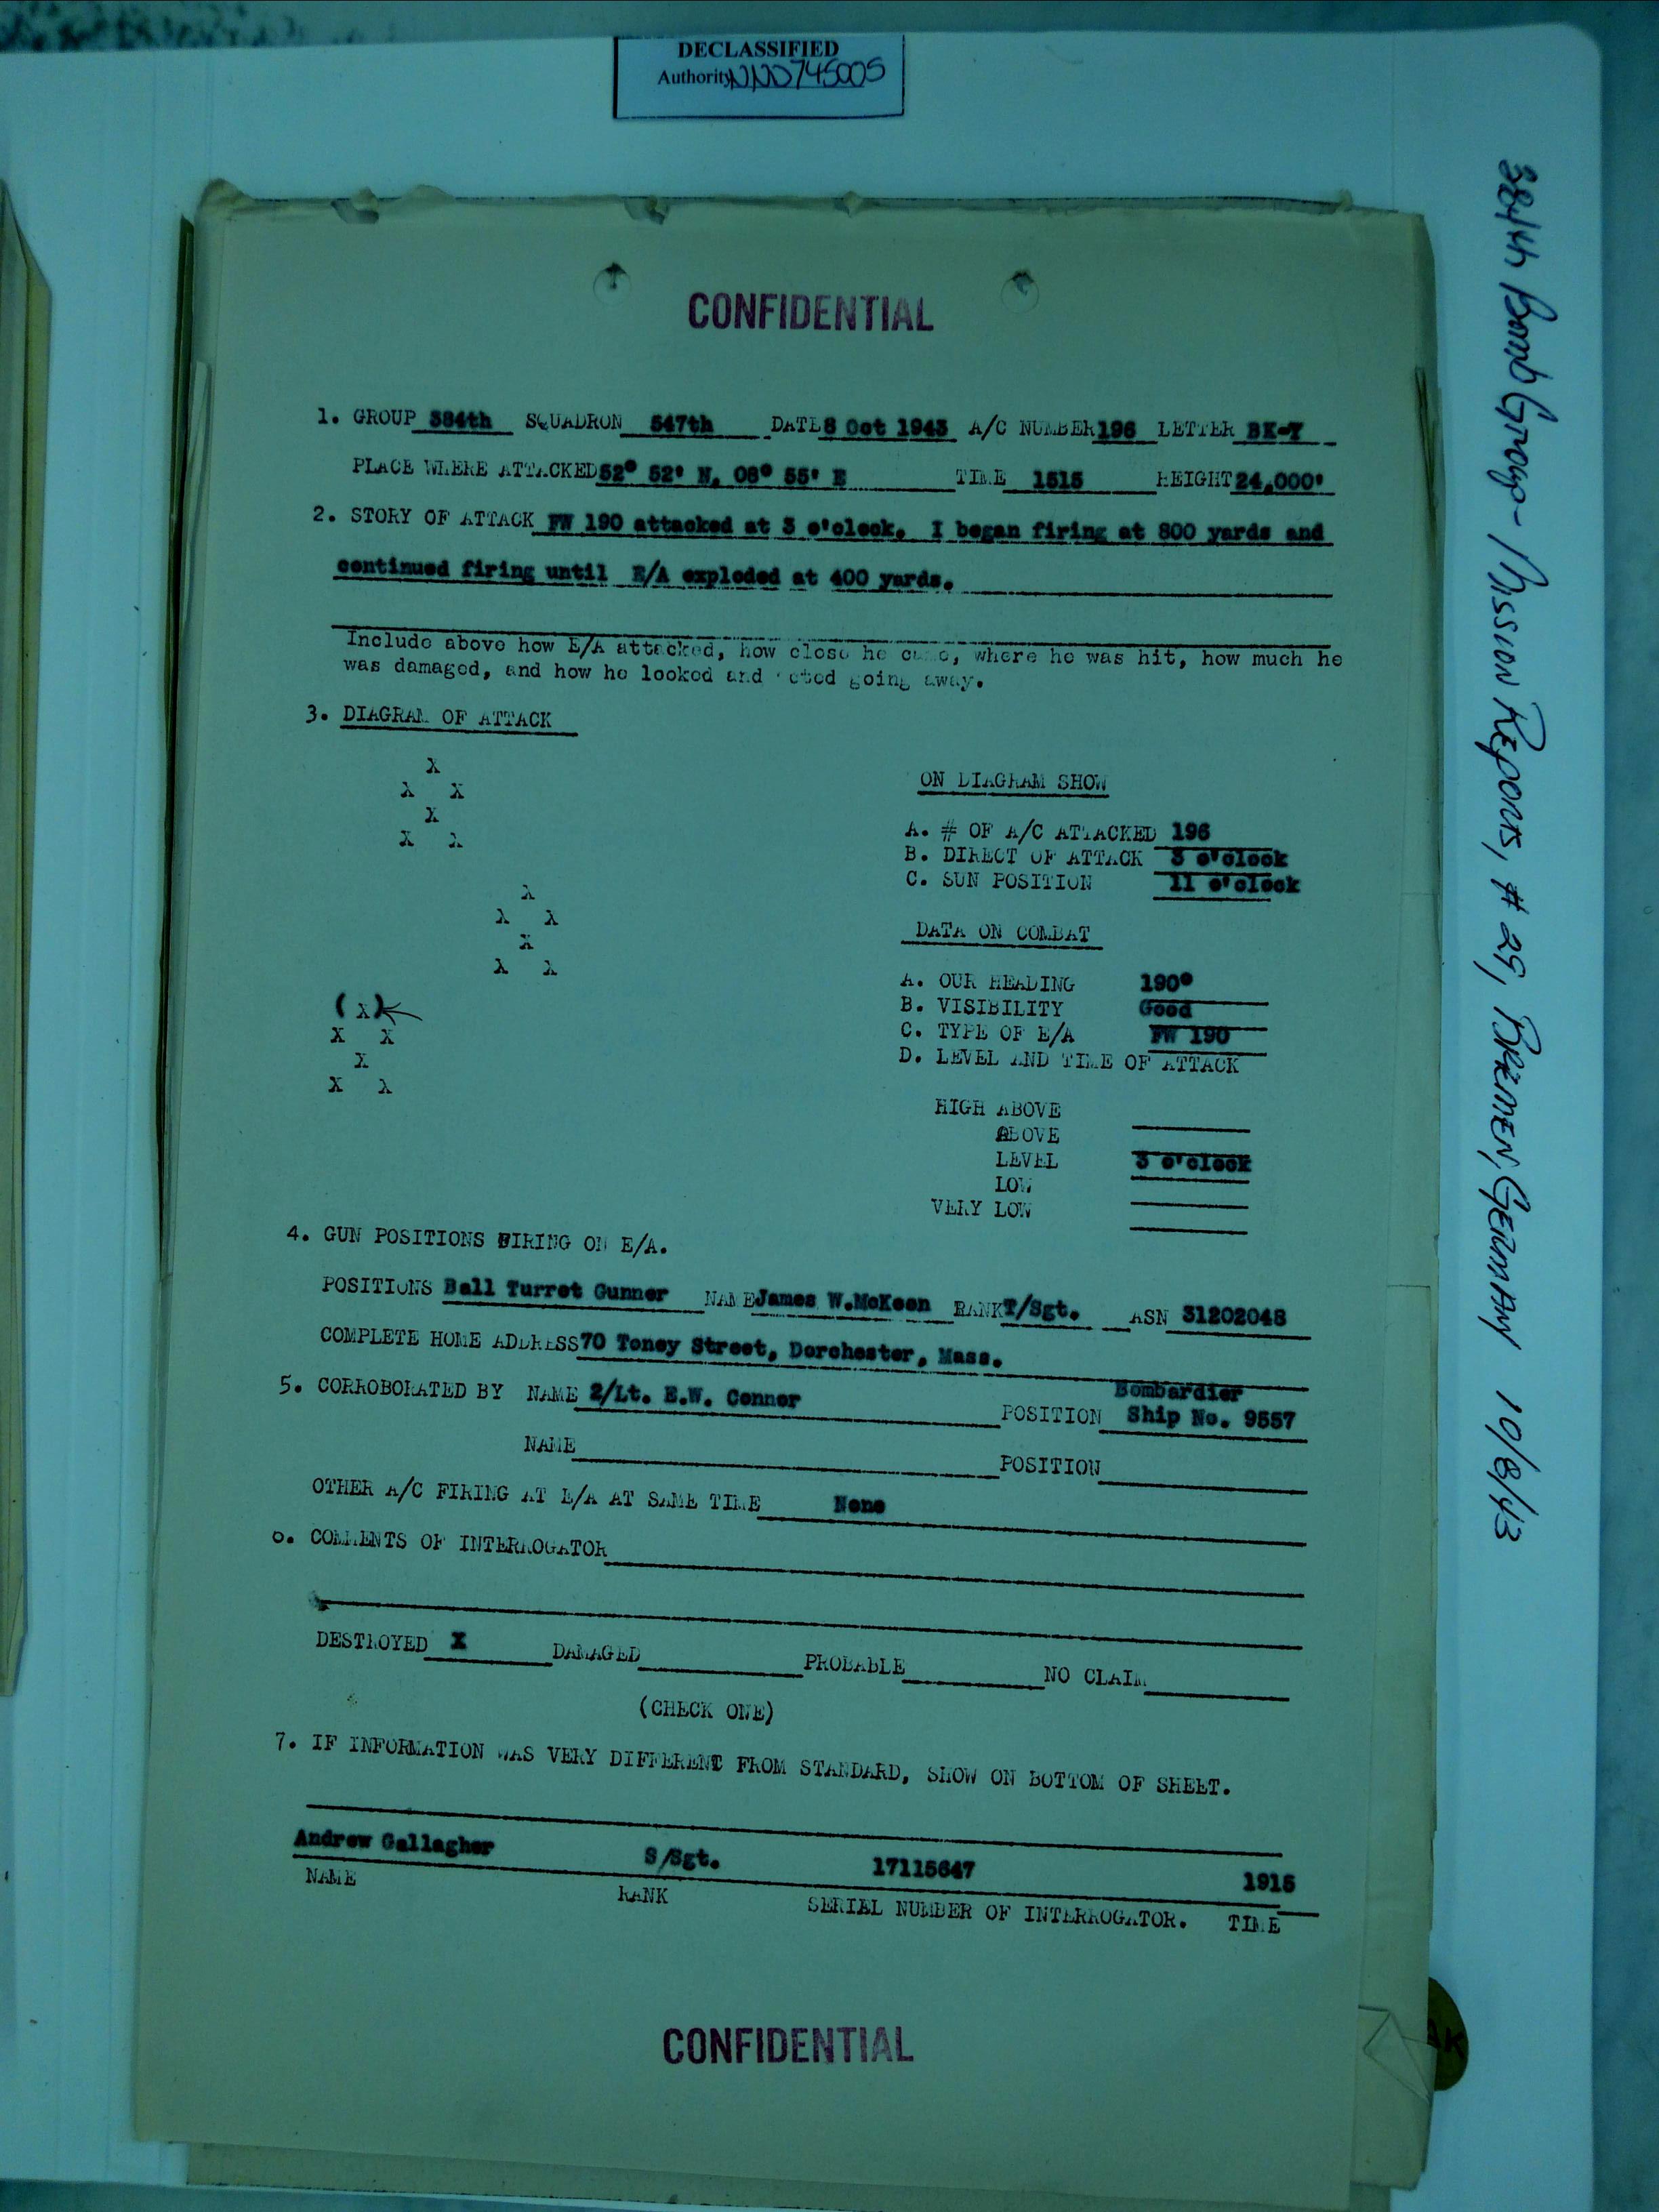 DECLASSIFIED
Authority NND745005
384th Bomb Group - Mission Reports, # 29, Bremen, Germany 10/8/43
CONFIDENTIAL
1. GROUP 384th SQUADRON 547th DATE 8 Oct 1943 A/C NUMBER 196 LETTER BK-Y
PLACE WHERE ATTACKED 52° 52' N, 08° 55' E TIME 1515 HEIGHT 24,000'
2. STORY OF ATTACK FW 190 attacked at 3 o'clock. I began firing at 800 yards and
continued firing until E/A exploded at 400 yards.
Include above how E/A attacked, how close he came, where he was hit, how much he
was damaged, and how he looked and acted going away.
3. DIAGRAM OF ATTACK
X
X X
X
X X
X
X X
X
X X
(X)
X X
X
X X
ON DIAGRAM SHOW
A. # OF A/C ATTACKED 196
B. DIRECT OF ATTACK 3 o'clock
C. SUN POSITION 11 o'clock
DATA ON COMBAT
A. OUR HEADING 190°
B. VISIBILITY Good
C. TYPE OF E/A FW 190
D. LEVEL AND TIME OF ATTACK
HIGH ABOVE
ABOVE
LEVEL 3 o'clock
LOW
VERY LOW
4. GUN POSITIONS FIRING ON E/A.
POSITIONS Ball Turret Gunner NAME James W.McKeon RANK T/Sgt. ASN 31202048
COMPLETE HOME ADDRESS 70 Toney Street, Dorchester, Mass.
5. CORROBORATED BY NAME 2/Lt. E.W. Conner POSITION Bombardier
Ship No. 9557
NAME POSITION
OTHER A/C FIRING AT E/A AT SAME TIME None
6. COMMENTS OF INTERROGATOR
DESTROYED X DAMAGED PROBABLE NO CLAIM
(CHECK ONE)
7. IF INFORMATION WAS VERY DIFFERENT FROM STANDARD, SHOW ON BOTTOM OF SHEET.
Andrew Gallagher S/Sgt. 17115647 1915
NAME RANK SERIAL NUMBER OF INTERROGATOR. TIME
CONFIDENTIAL